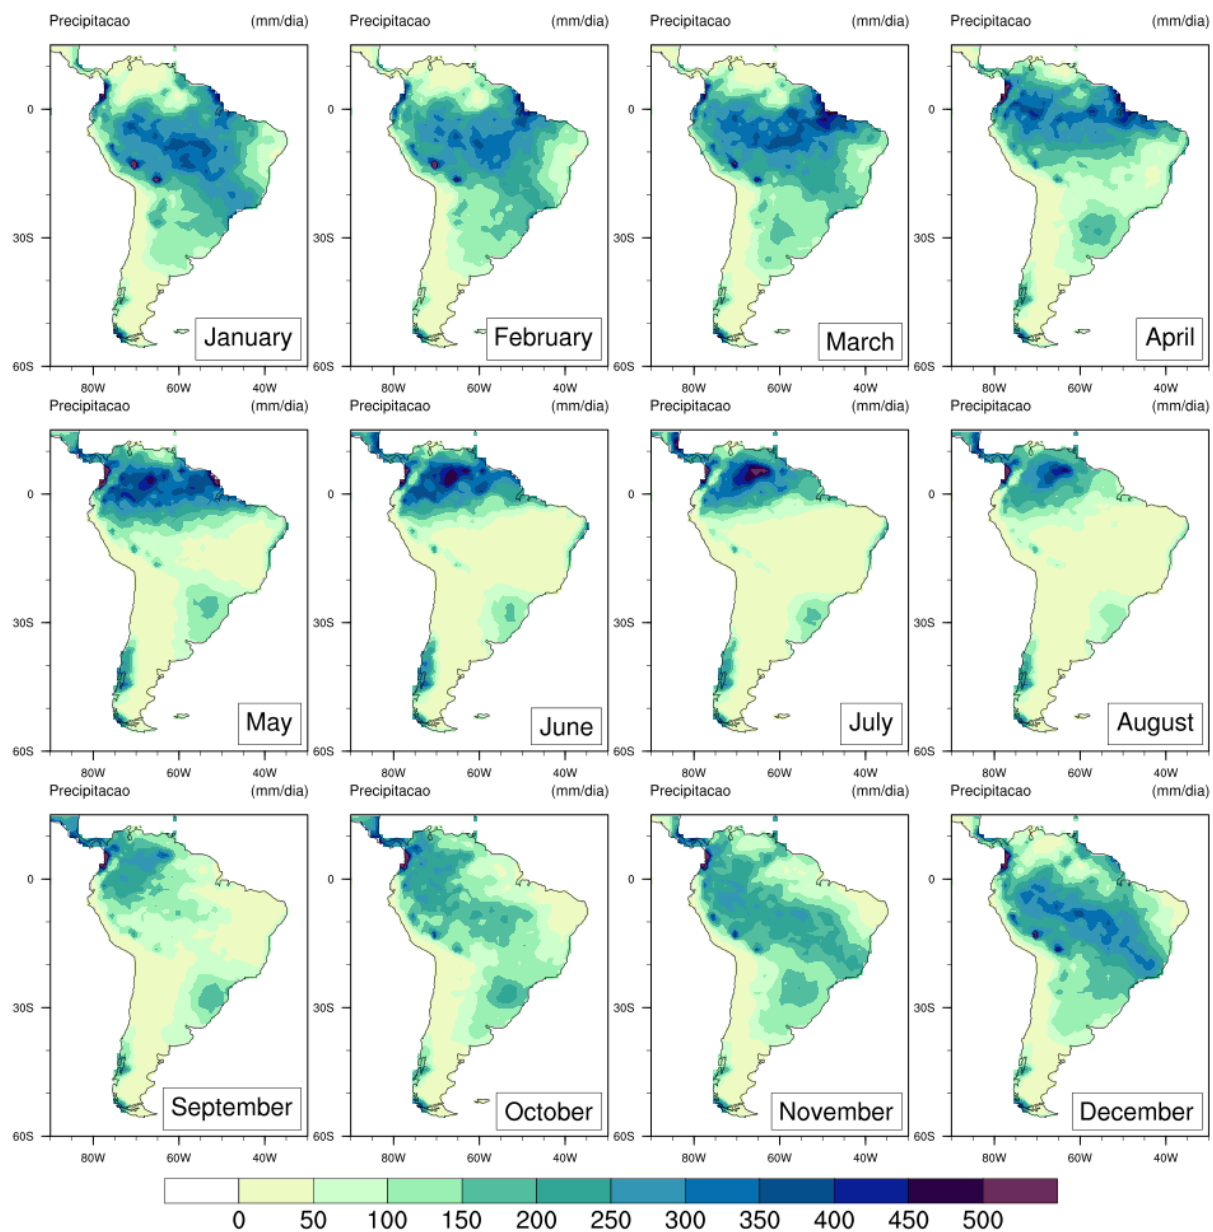 Precipitacao (mm/dia) Precipitacao (mm/dia) Precipitacao (mm/dia) Precipitacao (mm/dia)
0 0 0 0
30S 30S 30S 30S
January February March April
60S 60S 60S 60S
80W 60W 40W 80W 60W 40W 80W 60W 40W 80W 60W 40W
Precipitacao (mm/dia) Precipitacao (mm/dia) Precipitacao (mm/dia) Precipitacao (mm/dia)
0 0 0 0
30S 30S 30S 30S
May June July August
60S 60S 60S 60S
80W 60W 40W 80W 60W 40W 80W 60W 40W 80W 60W 40W
Precipitacao (mm/dia) Precipitacao (mm/dia) Precipitacao (mm/dia) Precipitacao (mm/dia)
0 0 0 0
30S 30S 30S 30S
September October November December
60S 60S 60S 60S
80W 60W 40W 80W 60W 40W 80W 60W 40W 80W 60W 40W
0 50 100 150 200 250 300 350 400 450 500